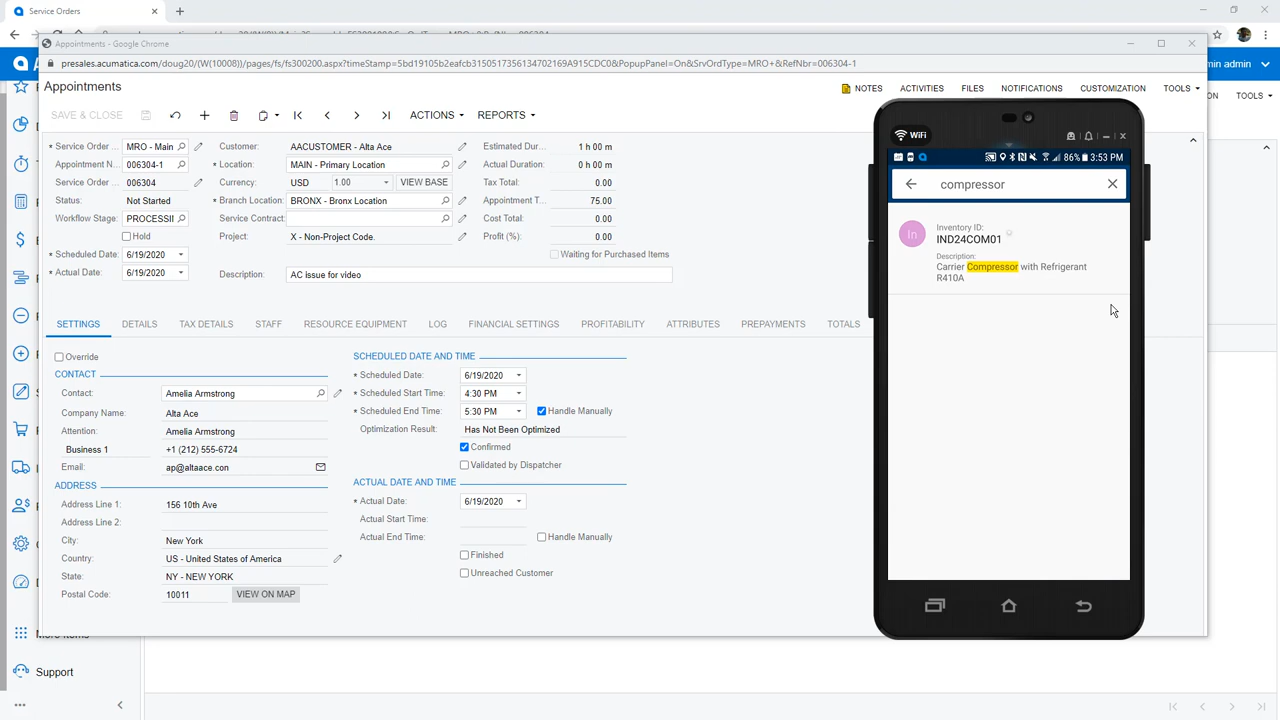 Service Orders
Appointments - Google Chrome
presales.acumatica.com/doug20/(W(10008))/pages/fs/fs300200.aspx?timeStamp=5bd19105b2eafcb3150517356134702169A915CDC0&PopupPanel=On&SrvOrdType=MRO+&RefNbr=006304-1
min admin
Appointments
NOTES ACTIVITIES FILES NOTIFICATIONS CUSTOMIZATION TOOLS
ON TOOLS
SAVE & CLOSE ACTIONS REPORTS
* Service Order ... MRO - Main
Appointment N... 006304-1
Service Order ... 006304
Status: Not Started
Workflow Stage: PROCESSII
Hold
* Scheduled Date: 6/19/2020
* Actual Date: 6/19/2020
Customer: AACUSTOMER - Alta Ace
* Location: MAIN - Primary Location
Currency: USD 1.00 VIEW BASE
* Branch Location: BRONX - Bronx Location
Service Contract:
Project: X - Non-Project Code.
Description: AC issue for video
Estimated Dur... 1 h 00 m
Actual Duration: 0 h 00 m
Tax Total: 0.00
Appointment T... 75.00
Cost Total: 0.00
Profit (%): 0.00
Waiting for Purchased Items
SETTINGS DETAILS TAX DETAILS STAFF RESOURCE EQUIPMENT LOG FINANCIAL SETTINGS PROFITABILITY ATTRIBUTES PREPAYMENTS TOTALS
Override
CONTACT
Contact: Amelia Armstrong
Company Name: Alta Ace
Attention: Amelia Armstrong
Business 1 +1 (212) 555-6724
Email: ap@altaace.con
ADDRESS
Address Line 1: 156 10th Ave
Address Line 2:
City: New York
Country: US - United States of America
State: NY - NEW YORK
Postal Code: 10011 VIEW ON MAP
SCHEDULED DATE AND TIME
* Scheduled Date: 6/19/2020
* Scheduled Start Time: 4:30 PM
* Scheduled End Time: 5:30 PM Handle Manually
Optimization Result: Has Not Been Optimized
Confirmed
Validated by Dispatcher
ACTUAL DATE AND TIME
* Actual Date: 6/19/2020
Actual Start Time:
Actual End Time: Handle Manually
Finished
Unreached Customer
WiFi
86% 3:53 PM
compressor
In
Inventory ID:
IND24COM01
Description:
Carrier Compressor with Refrigerant
R410A
Support